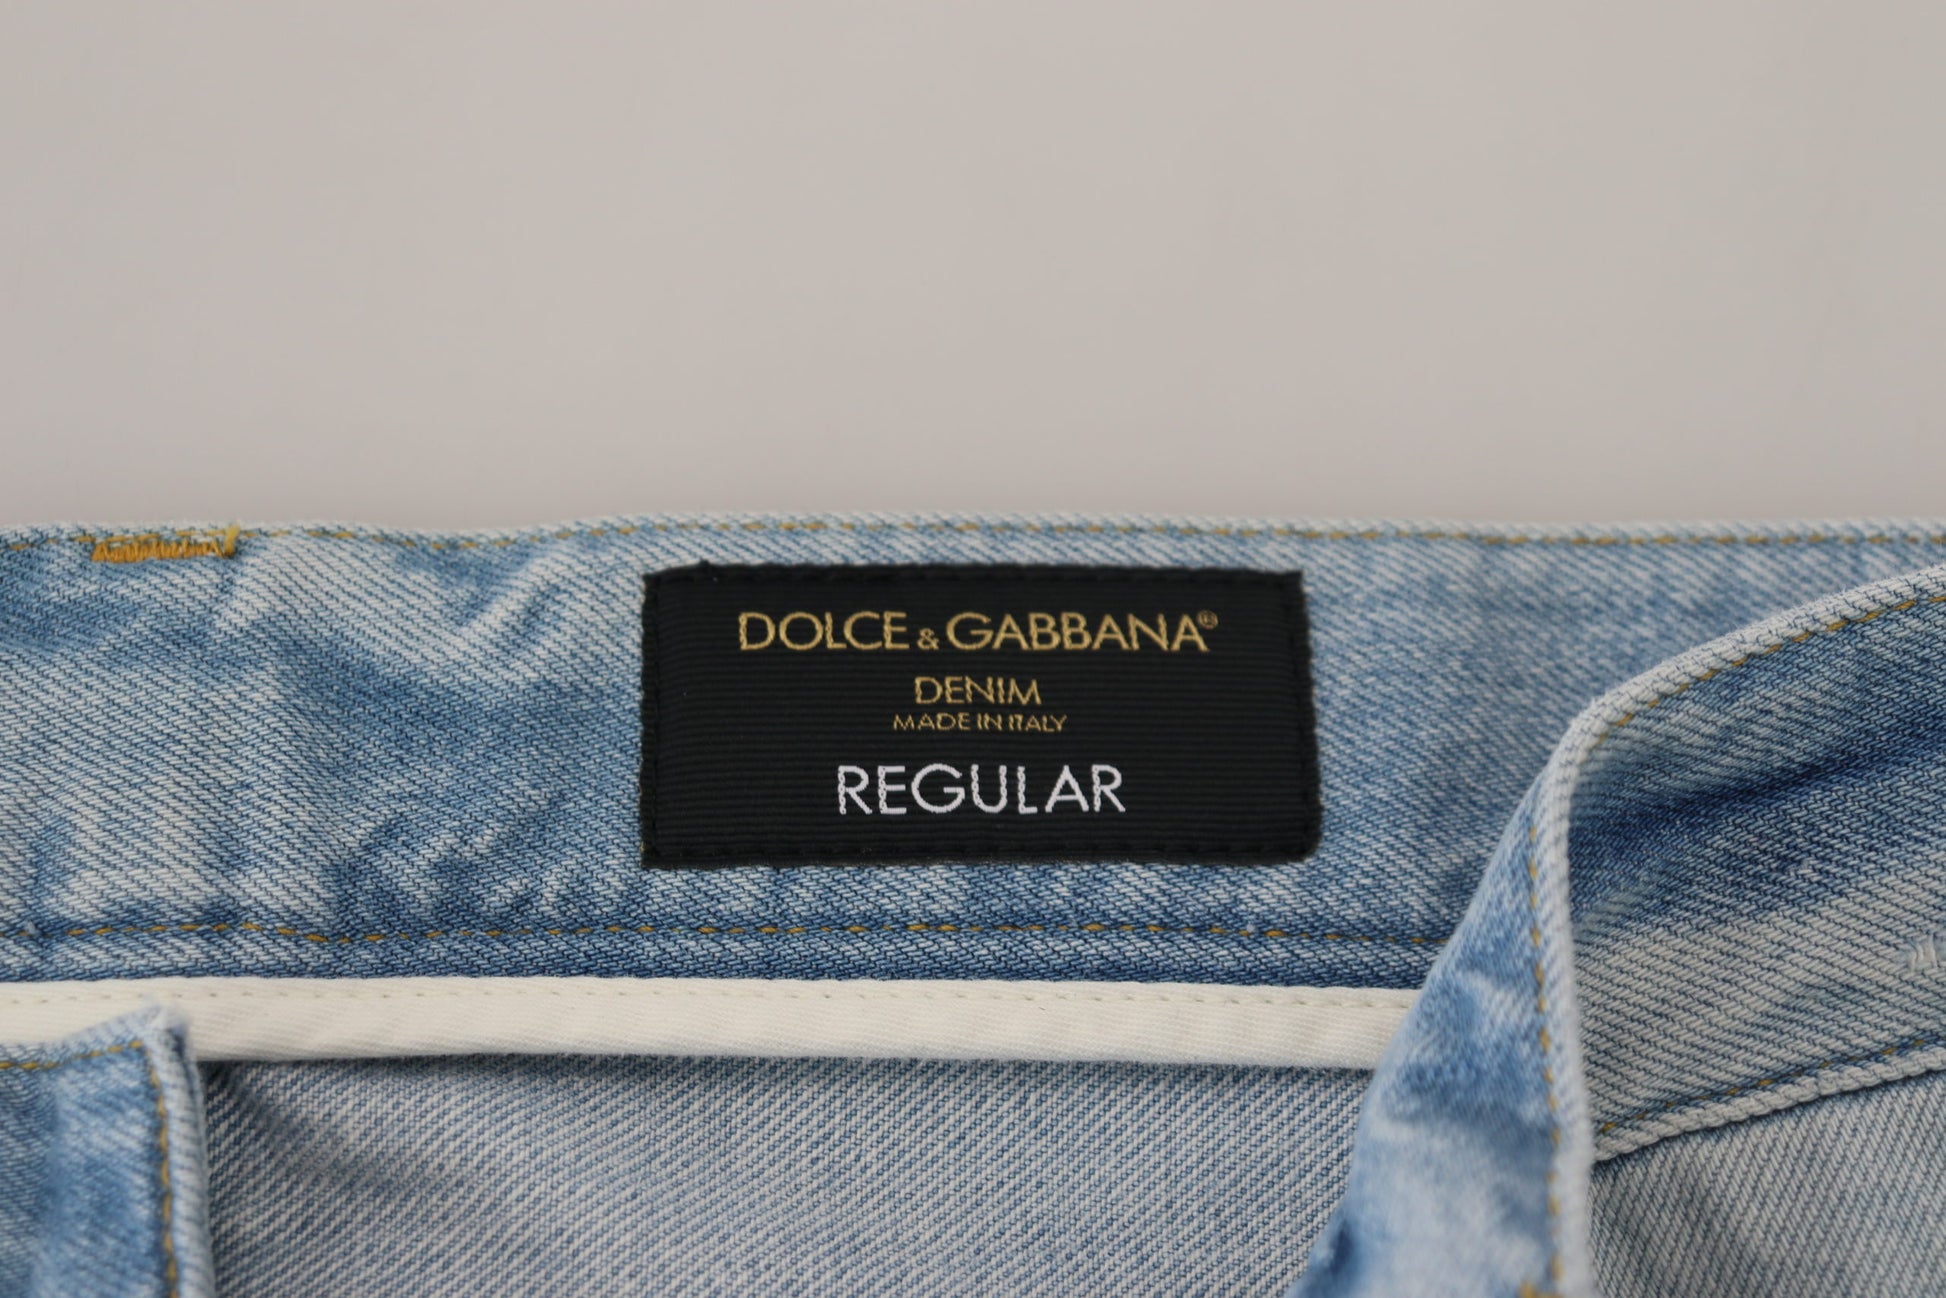 DOLCE & GABBANA®
DENIM
MADE IN ITALY
REGULAR